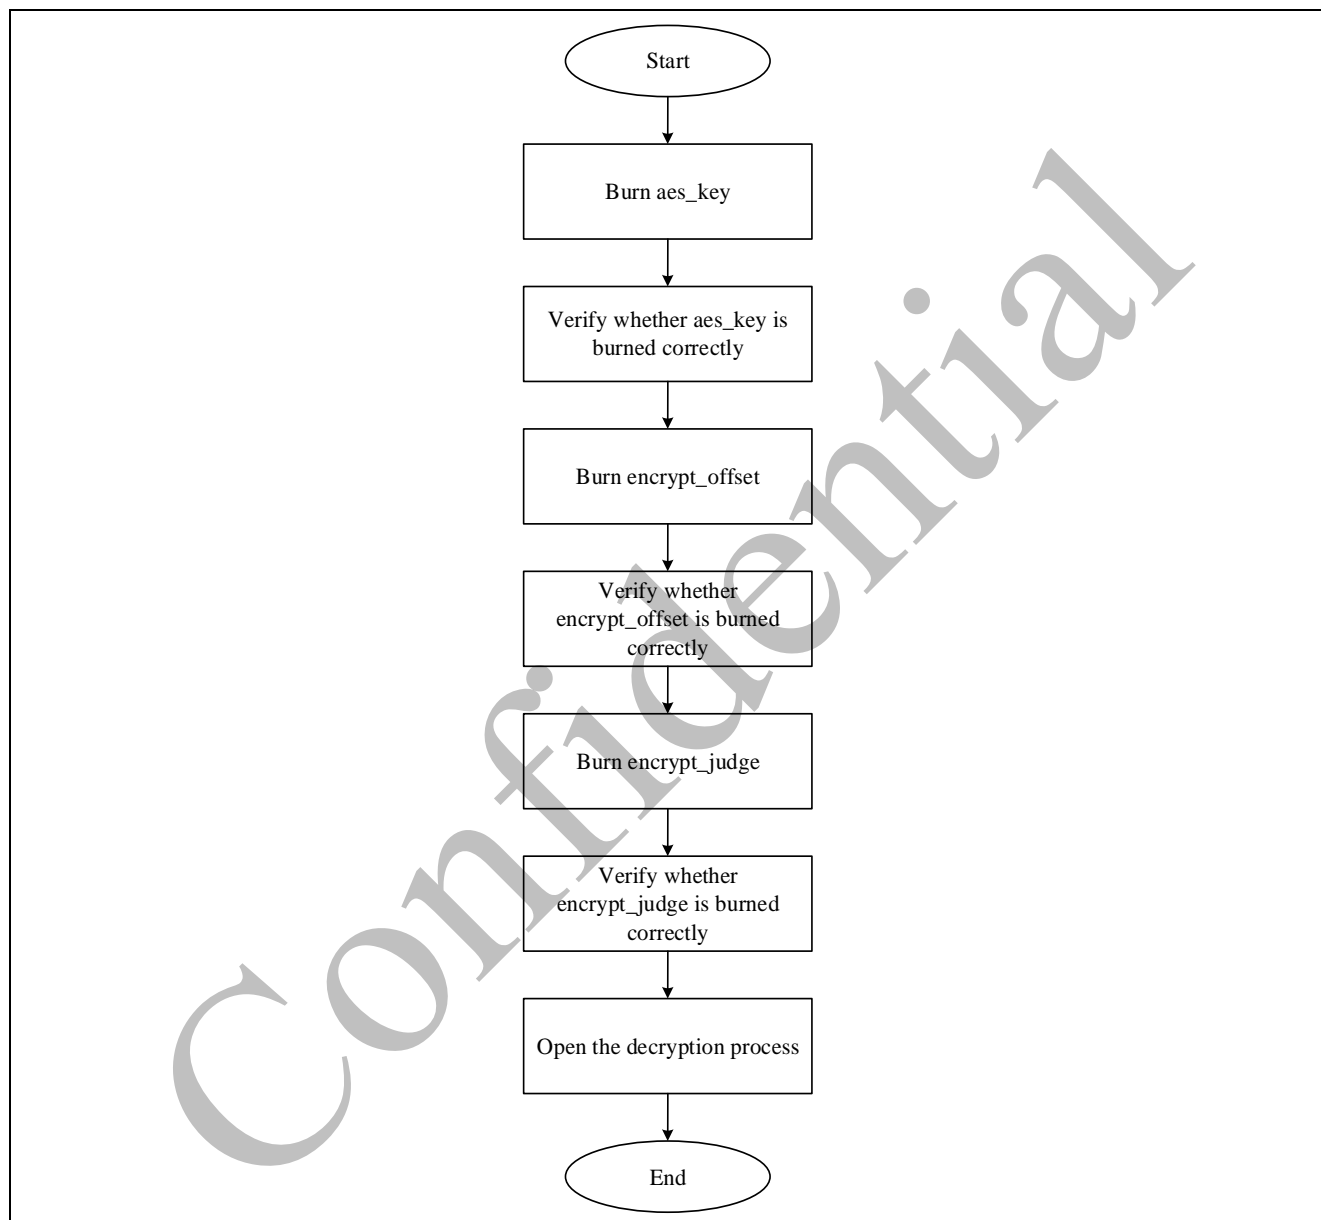 Start
Burn aes_key
Verify whether aes_key is
burned correctly
Burn encrypt_offset
Verify whether
encrypt_offset is burned
correctly
Burn encrypt_judge
Verify whether
encrypt_judge is burned
correctly
Open the decryption process
End
Confidential